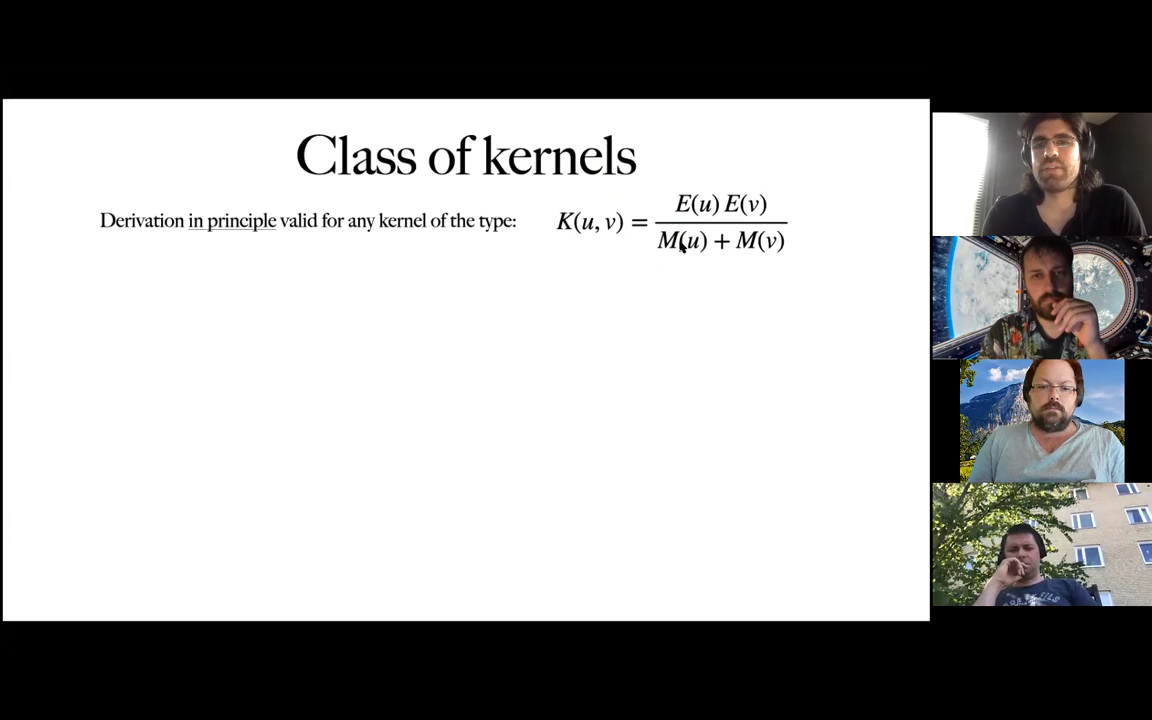 Class of kernels
Derivation in principle valid for any kernel of the type: K(u, v) = E(u) E(v) / M(u) + M(v)